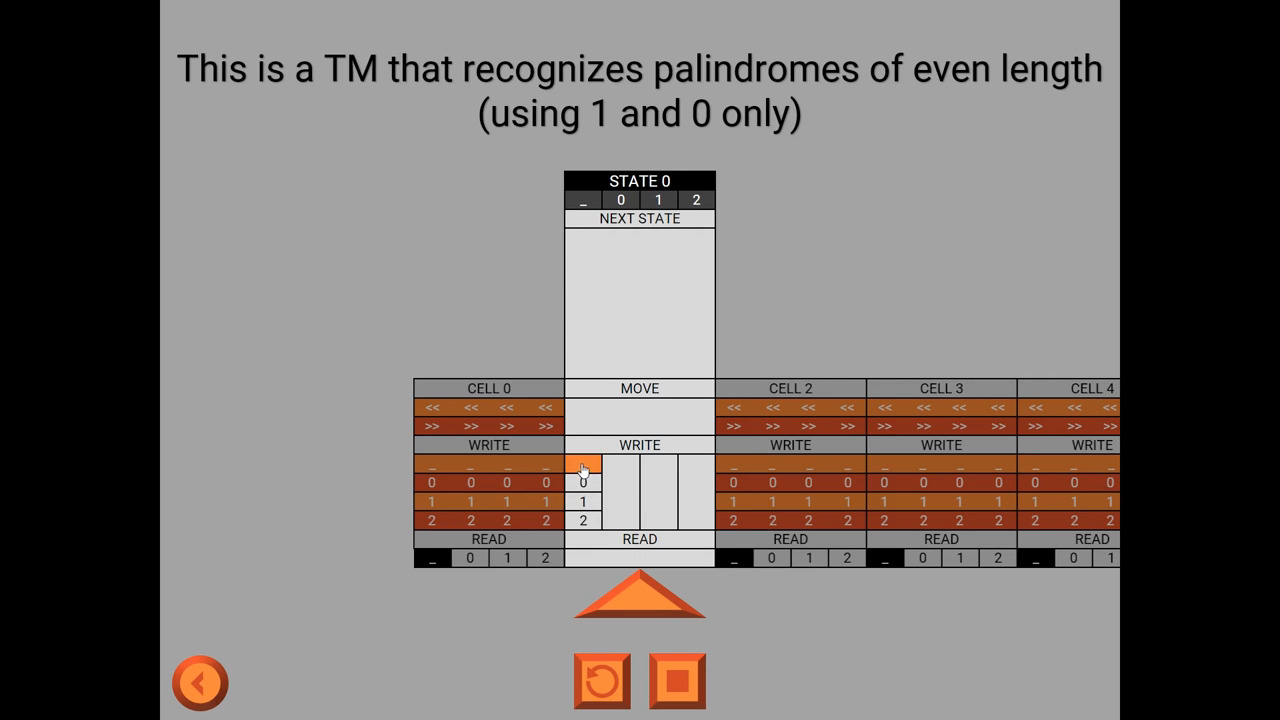 This is a TM that recognizes palindromes of even length
(using 1 and 0 only)
STATE 0
_ 0 1 2
NEXT STATE
CELL 0 MOVE CELL 2 CELL 3 CELL 4
<< << << << << << << << << << << << << << <<
>> >> >> >> >> >> >> >> >> >> >> >> >> >> >>
WRITE WRITE WRITE WRITE WRITE
_ _ _ _ _ _ _ _ _ _ _ _ _ _ _
0 0 0 0 0 0 0 0 0 0 0 0 0 0 0 0
1 1 1 1 1 1 1 1 1 1 1 1 1 1 1 1
2 2 2 2 2 2 2 2 2 2 2 2 2 2 2 2
READ READ READ READ READ
_ 0 1 2 _ 0 1 2 _ 0 1 2 _ 0 1